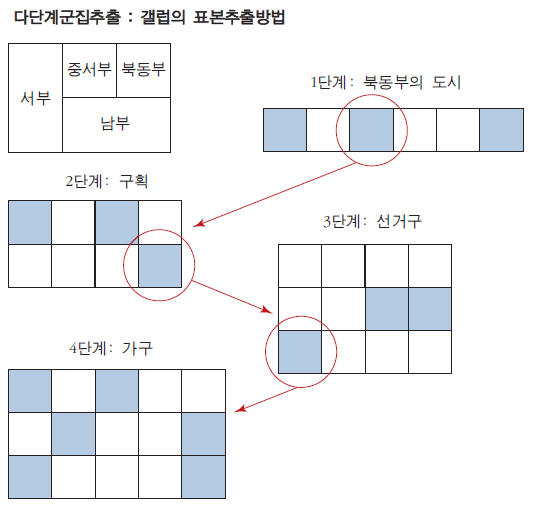 다단계군집추출 : 갤럽의 표본추출방법
서부
중서부
북동부
남부
1단계: 북동부의 도시
2단계: 구획
3단계: 선거구
4단계: 가구